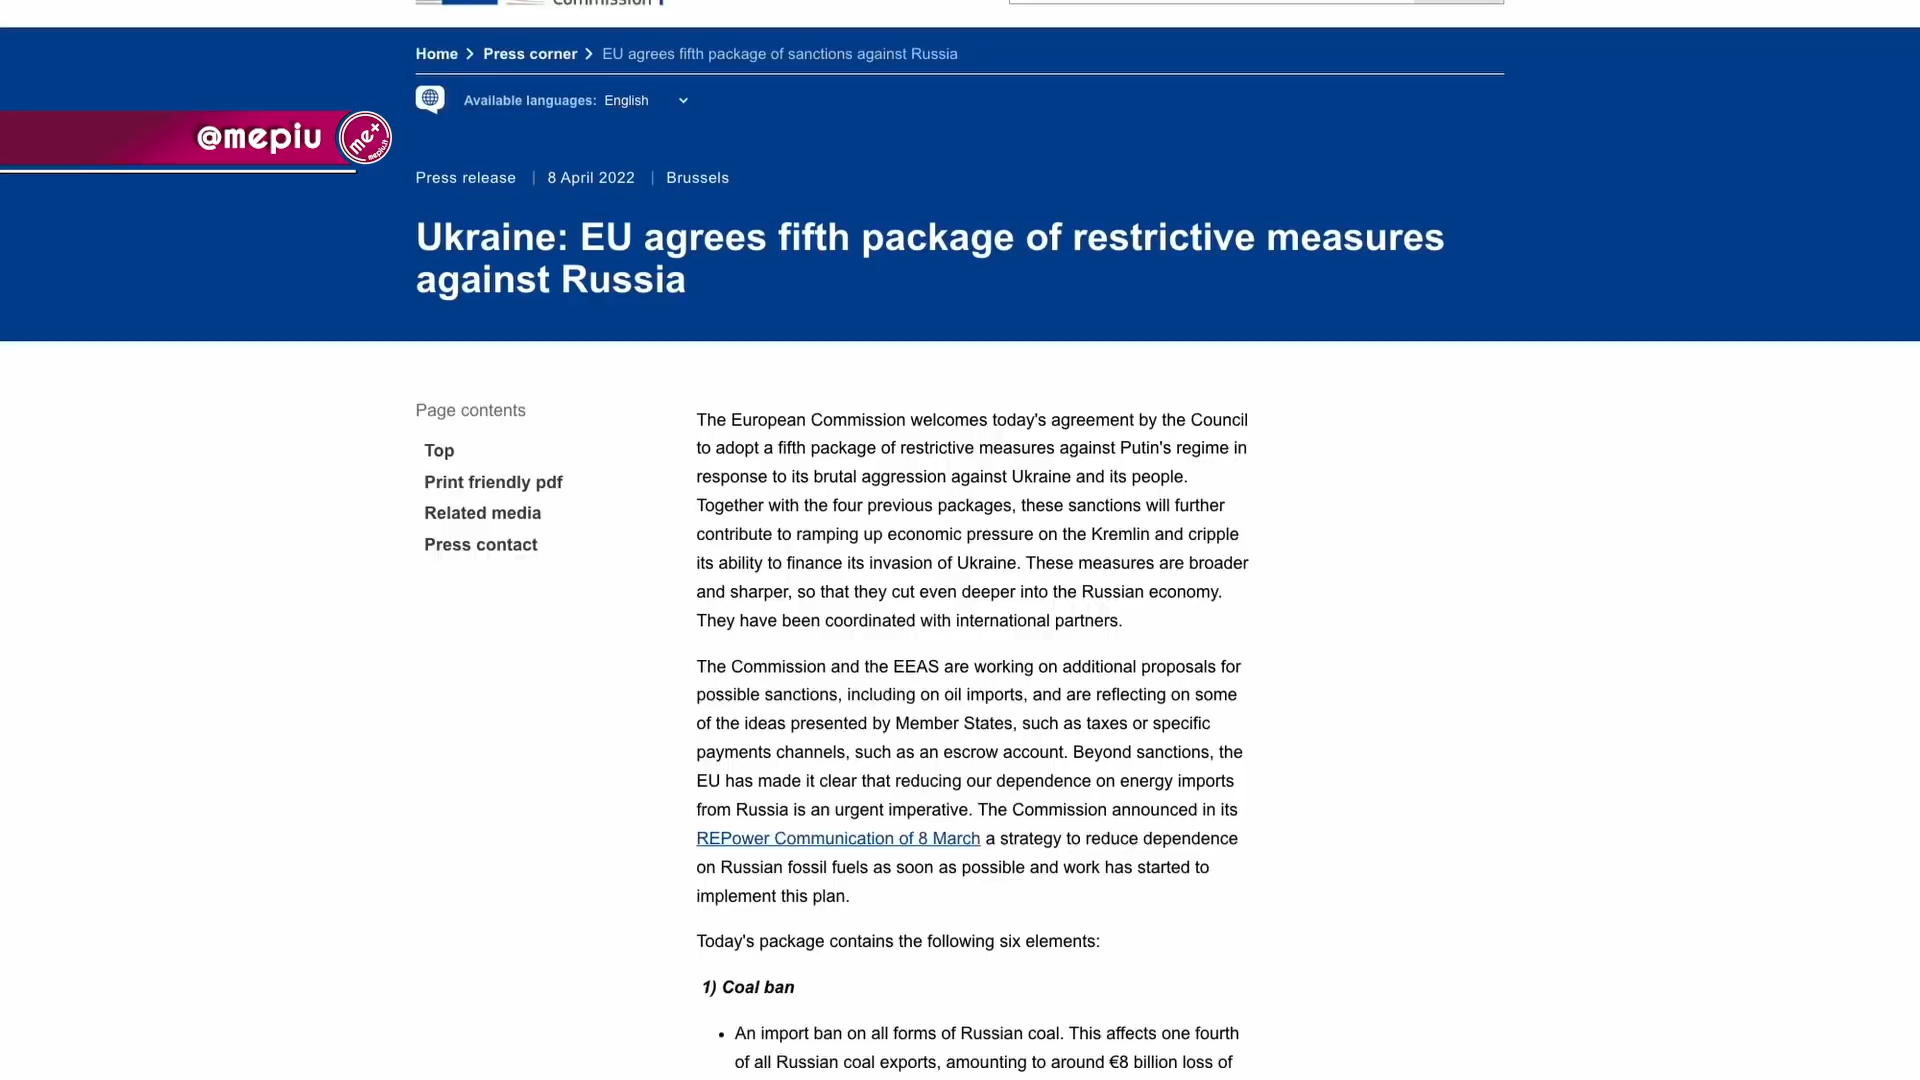 Commission
Home > Press corner > EU agrees fifth package of sanctions against Russia
Available languages: English
@mepiu
me+
mepiu.it
Press release | 8 April 2022 | Brussels
Ukraine: EU agrees fifth package of restrictive measures
against Russia
Page contents
Top
Print friendly pdf
Related media
Press contact
The European Commission welcomes today's agreement by the Council
to adopt a fifth package of restrictive measures against Putin's regime in
response to its brutal aggression against Ukraine and its people.
Together with the four previous packages, these sanctions will further
contribute to ramping up economic pressure on the Kremlin and cripple
its ability to finance its invasion of Ukraine. These measures are broader
and sharper, so that they cut even deeper into the Russian economy.
They have been coordinated with international partners.
The Commission and the EEAS are working on additional proposals for
possible sanctions, including on oil imports, and are reflecting on some
of the ideas presented by Member States, such as taxes or specific
payments channels, such as an escrow account. Beyond sanctions, the
EU has made it clear that reducing our dependence on energy imports
from Russia is an urgent imperative. The Commission announced in its
REPower Communication of 8 March a strategy to reduce dependence
on Russian fossil fuels as soon as possible and work has started to
implement this plan.
Today's package contains the following six elements:
1) Coal ban
• An import ban on all forms of Russian coal. This affects one fourth
of all Russian coal exports, amounting to around €8 billion loss of